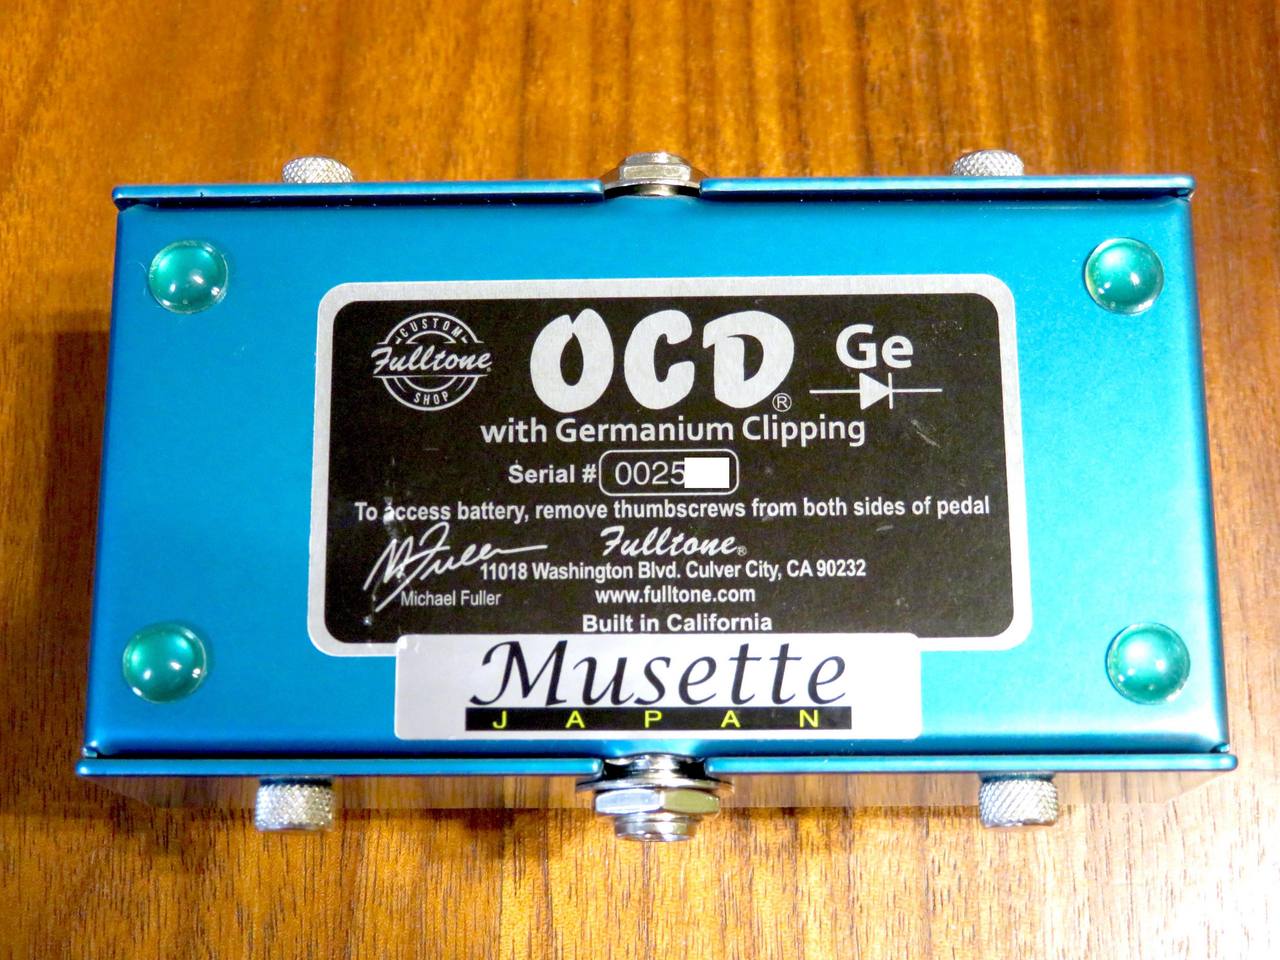 CUSTOM
Fulltone
SHOP
OCD®
Ge
with Germanium Clipping
Serial # 0025
To access battery, remove thumbscrews from both sides of pedal
M Fuller
Fulltone®
11018 Washington Blvd. Culver City, CA 90232
Michael Fuller
www.fulltone.com
Built in California
Musette
JAPAN